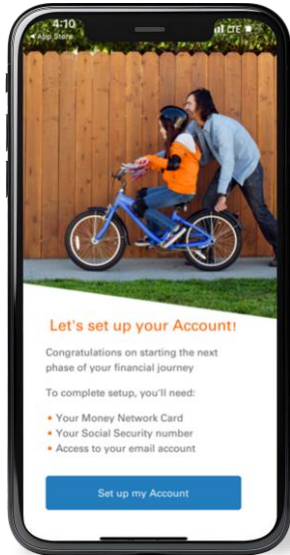 4:10
App Store
LTE
Let's set up your Account!
Congratulations on starting the next
phase of your financial journey
To complete setup, you'll need:
Your Money Network Card
Your Social Security number
Access to your email account
Set up my Account